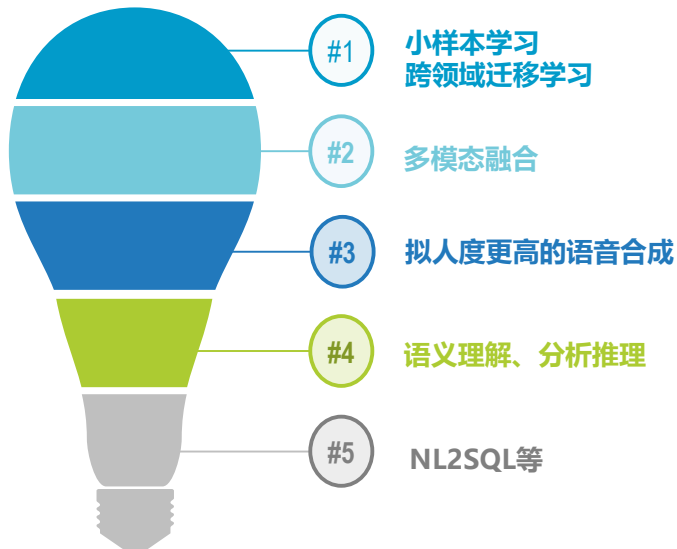 #1
小样本学习
跨领域迁移学习
#2
多模态融合
#3
拟人度更高的语音合成
#4
语义理解、分析推理
#5
NL2SQL等